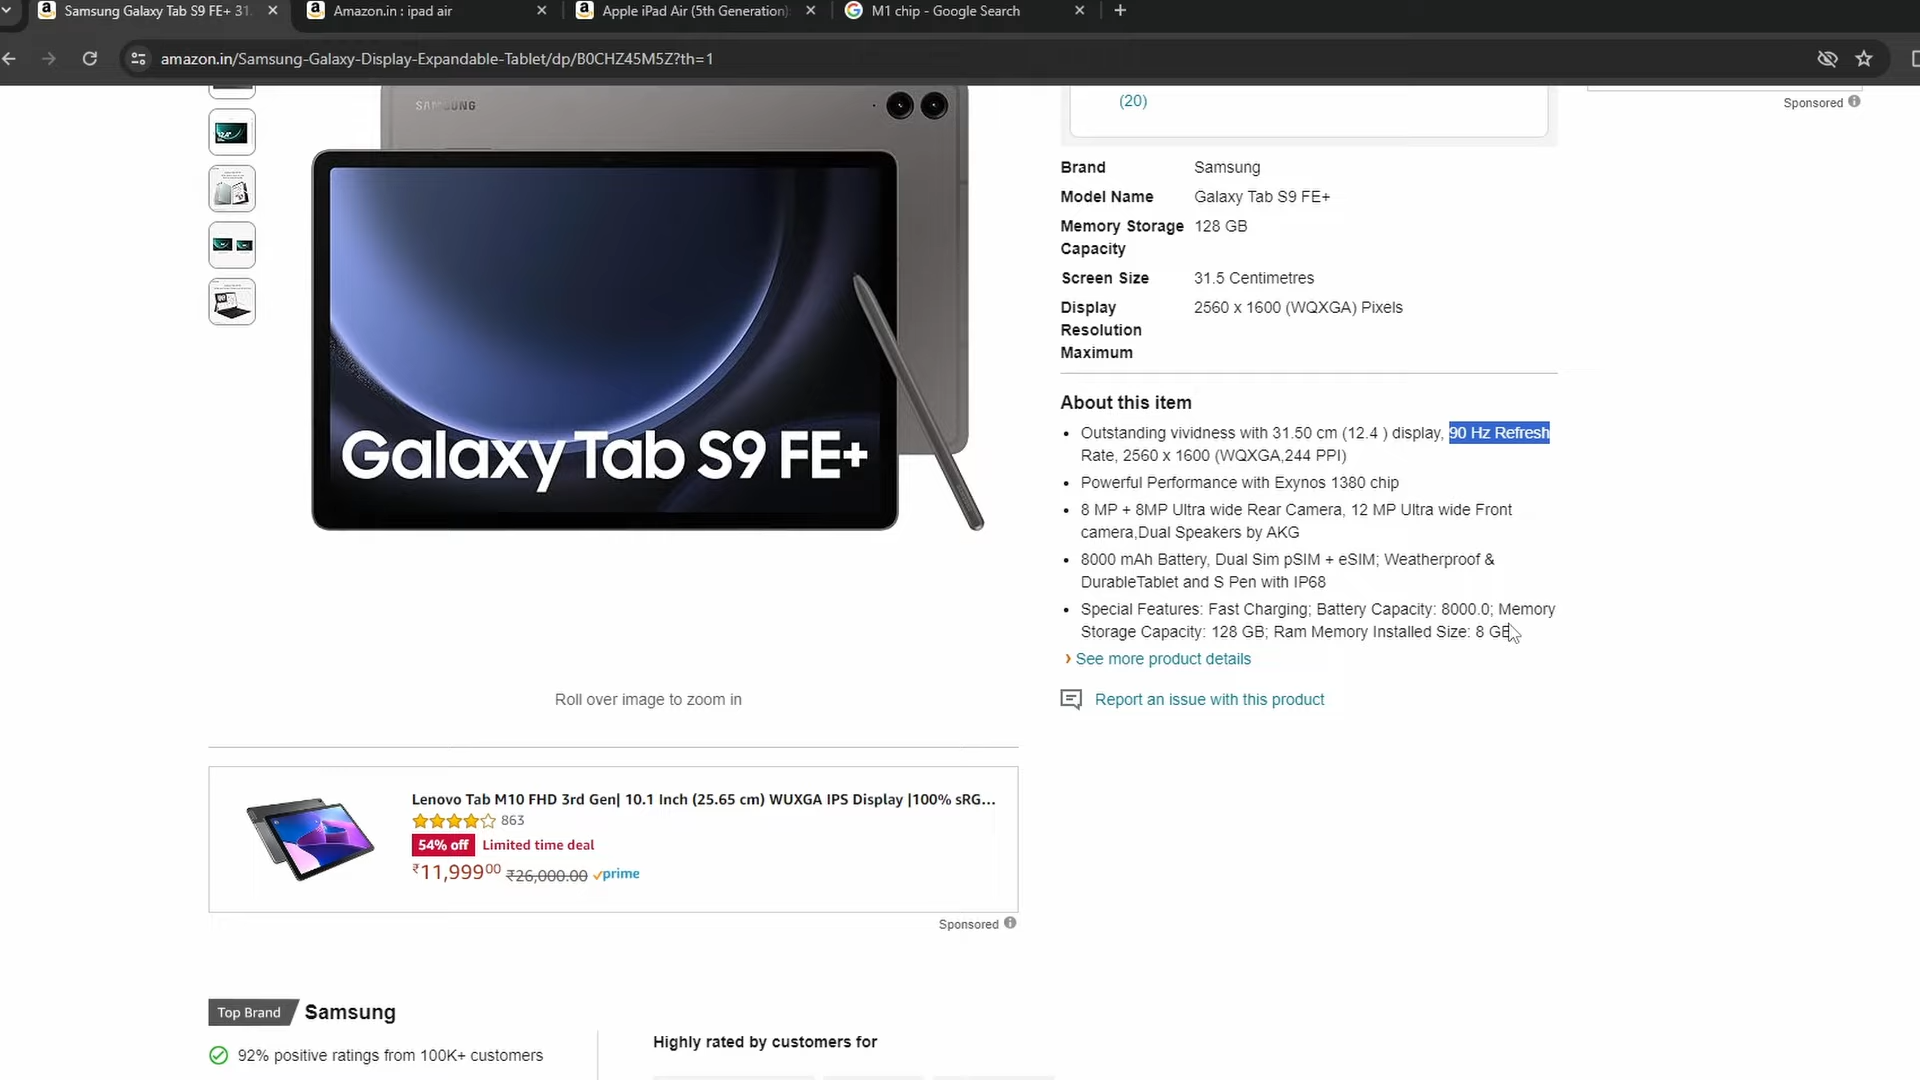 Samsung Galaxy Tab S9 FE+ 31.
Amazon.in : ipad air
Apple iPad Air (5th Generation):
M1 chip - Google Search
amazon.in/Samsung-Galaxy-Display-Expandable-Tablet/dp/B0CHZ45M5Z?th=1
SAMSUNG
Galaxy Tab S9 FE+
Roll over image to zoom in
(20)
Sponsored
Brand Samsung
Model Name Galaxy Tab S9 FE+
Memory Storage 128 GB
Capacity
Screen Size 31.5 Centimetres
Display 2560 x 1600 (WQXGA) Pixels
Resolution
Maximum
About this item
• Outstanding vividness with 31.50 cm (12.4 ) display, 90 Hz Refresh
Rate, 2560 x 1600 (WQXGA,244 PPI)
• Powerful Performance with Exynos 1380 chip
• 8 MP + 8MP Ultra wide Rear Camera, 12 MP Ultra wide Front
camera,Dual Speakers by AKG
• 8000 mAh Battery, Dual Sim pSIM + eSIM; Weatherproof &
DurableTablet and S Pen with IP68
• Special Features: Fast Charging; Battery Capacity: 8000.0; Memory
Storage Capacity: 128 GB; Ram Memory Installed Size: 8 GB
› See more product details
Report an issue with this product
Lenovo Tab M10 FHD 3rd Gen| 10.1 Inch (25.65 cm) WUXGA IPS Display |100% sRG...
863
54% off Limited time deal
₹11,99900 ₹26,000.00 prime
Sponsored
Top Brand Samsung
92% positive ratings from 100K+ customers
Highly rated by customers for